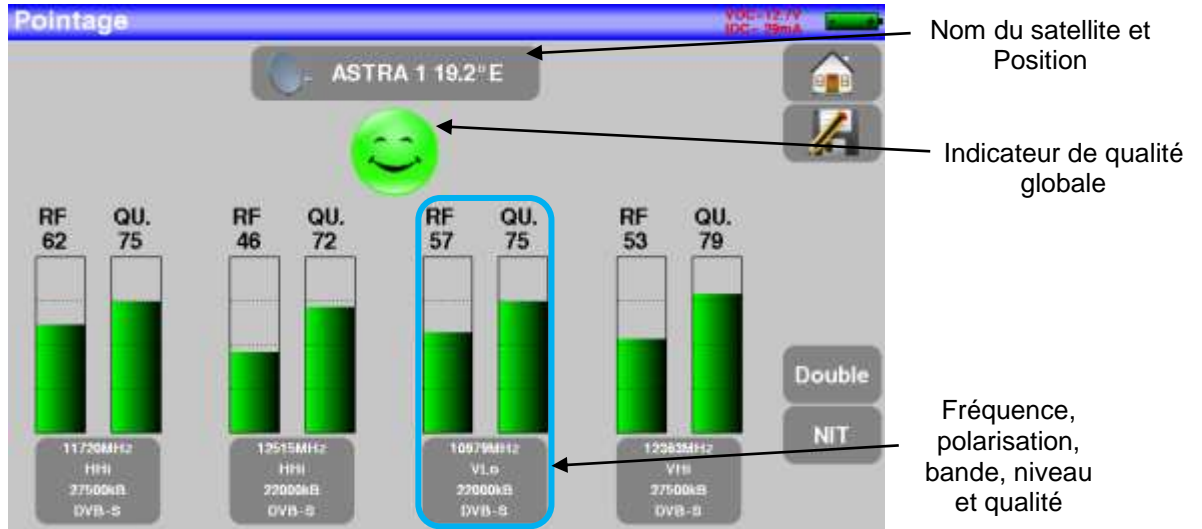 Pointage
VOC=12.7V
IDC= 79mA
Nom du satellite et
Position
ASTRA 1 19.2°E
Indicateur de qualité
globale
RF QU. RF QU. RF QU. RF QU.
62 75 46 72 57 75 53 79
Double
NIT
Fréquence,
polarisation,
bande, niveau
et qualité
11720MHz 12515MHz 10979MHz 12363MHz
HHi HHi VLo VHi
27500kB 22000kB 22000kB 27500kB
DVB-S DVB-S DVB-S DVB-S